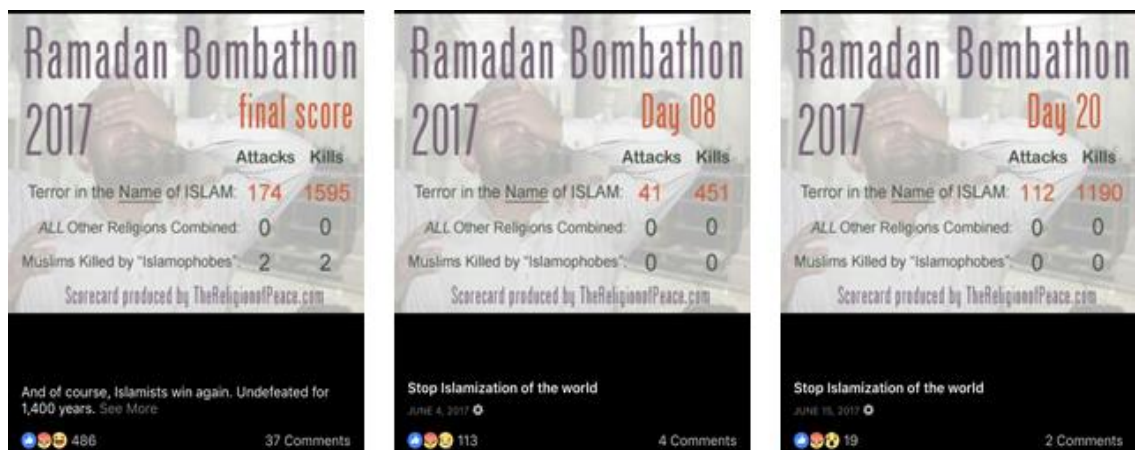 Ramadan Bombathon
2017 final score
Attacks Kills
Terror in the Name of ISLAM: 174 1595
ALL Other Religions Combined: 0 0
Muslims Killed by "Islamophobes": 2 2
Scorecard produced by TheReligionofPeace.com
And of course, Islamists win again. Undefeated for
1,400 years. See More
486 37 Comments
Ramadan Bombathon
2017 Day 08
Attacks Kills
Terror in the Name of ISLAM: 41 451
ALL Other Religions Combined: 0 0
Muslims Killed by "Islamophobes": 0 0
Scorecard produced by TheReligionofPeace.com
Stop Islamization of the world
JUNE 4, 2017
113 4 Comments
Ramadan Bombathon
2017 Day 20
Attacks Kills
Terror in the Name of ISLAM: 112 1190
ALL Other Religions Combined: 0 0
Muslims Killed by "Islamophobes": 0 0
Scorecard produced by TheReligionofPeace.com
Stop Islamization of the world
JUNE 15, 2017
19 2 Comments